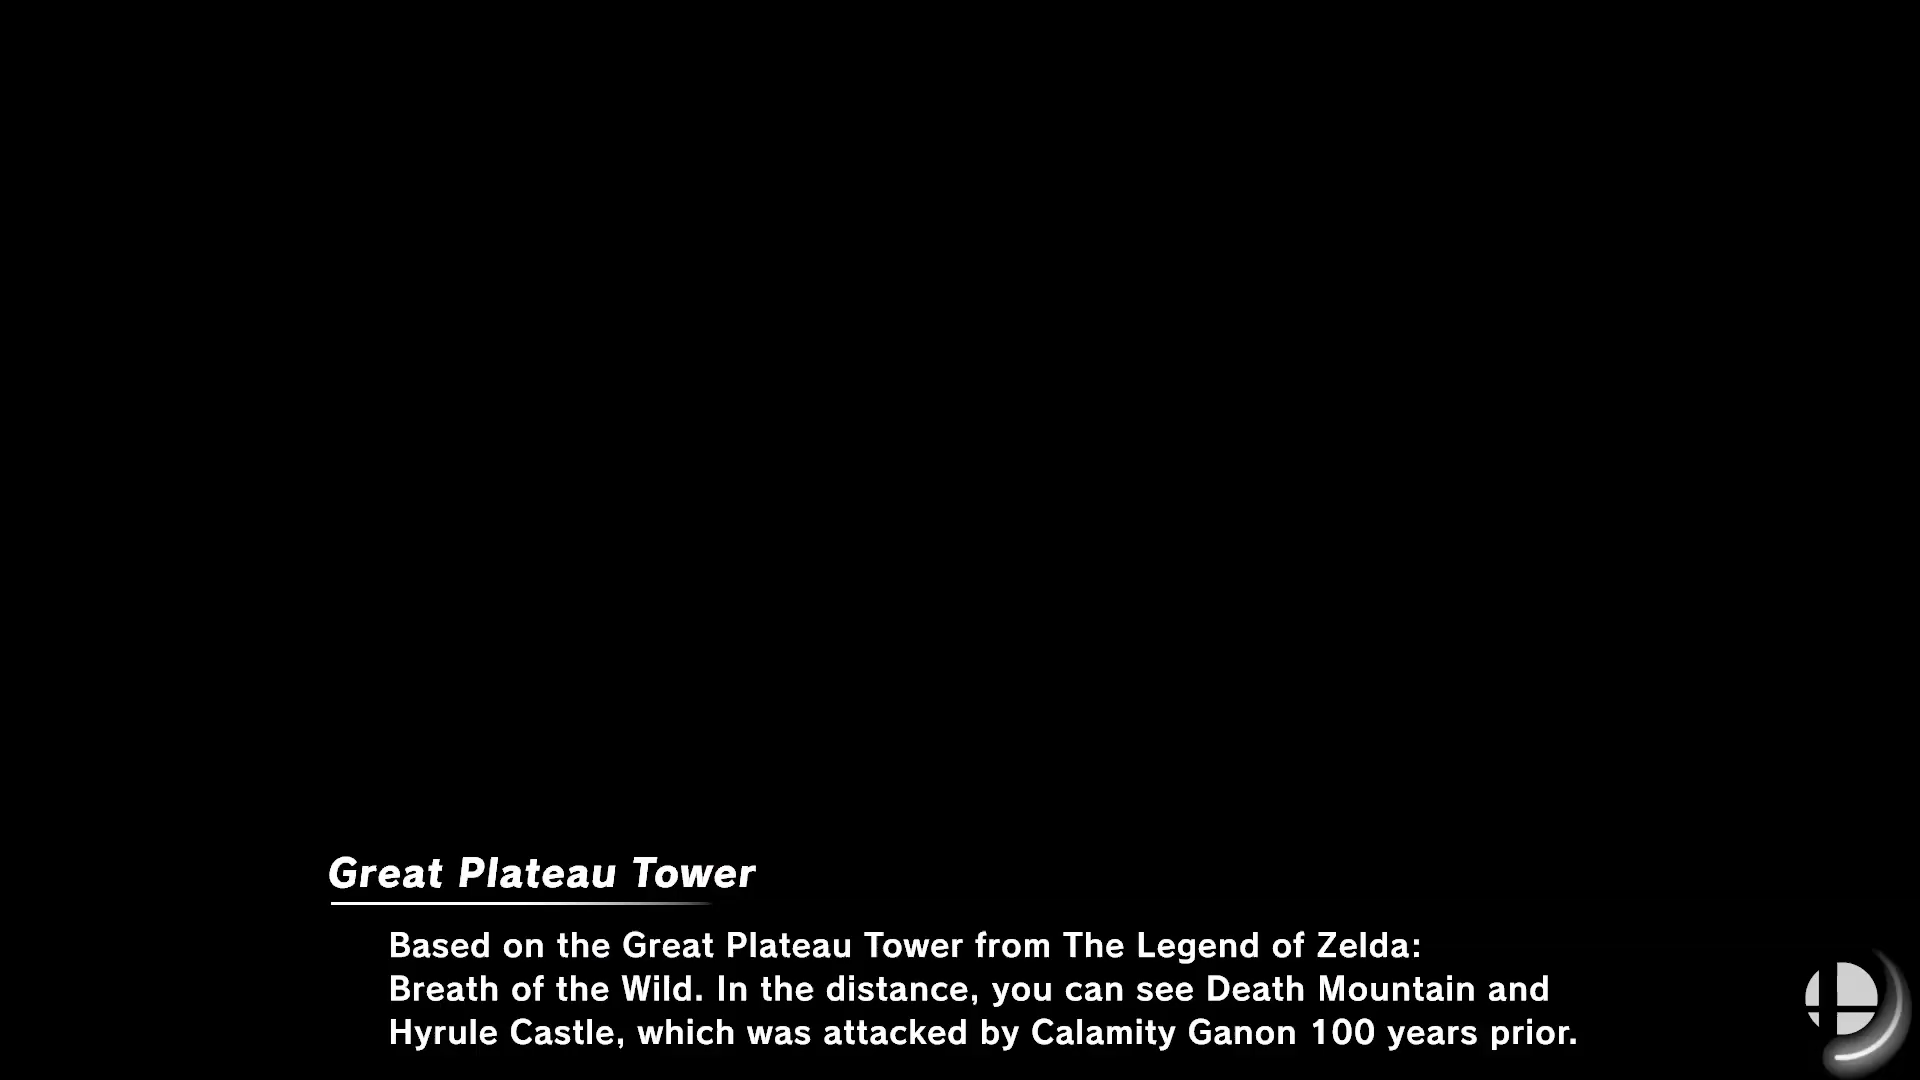 Great Plateau Tower
Based on the Great Plateau Tower from The Legend of Zelda:
Breath of the Wild. In the distance, you can see Death Mountain and
Hyrule Castle, which was attacked by Calamity Ganon 100 years prior.